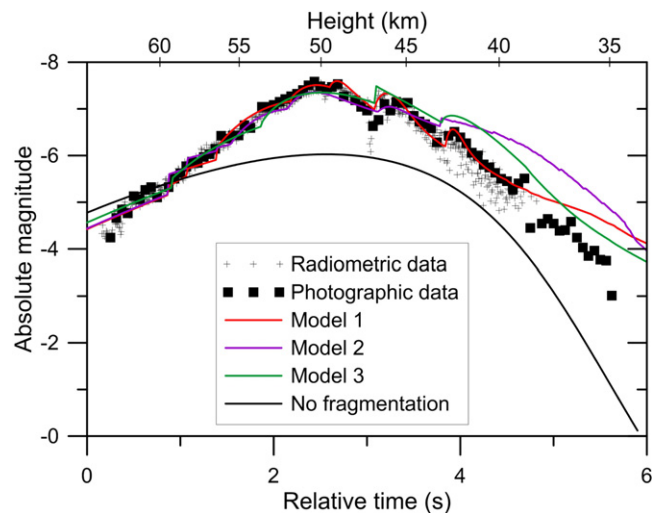 Height (km)
60 55 50 45 40 35
-8
-6
-4
-2
-0
Absolute magnitude
Radiometric data
Photographic data
Model 1
Model 2
Model 3
No fragmentation
0 2 4 6
Relative time (s)